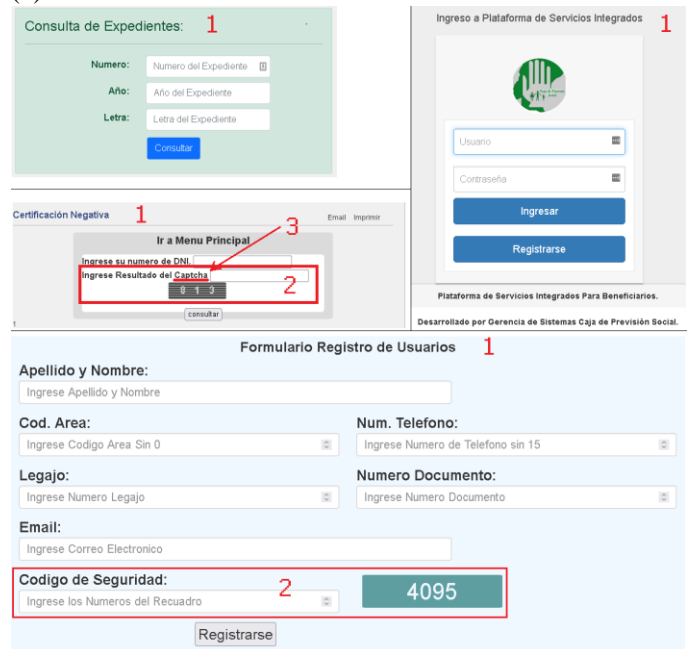 Consulta de Expedientes: 1
Numero: Numero del Expediente
Año: Año del Expediente
Letra: Letra del Expediente
Consultar
Ingreso a Plataforma de Servicios Integrados 1
Usuario
Contraseña
Ingresar
Registrarse
Plataforma de Servicios Integrados Para Beneficiarios.
Desarrollado por Gerencia de Sistemas Caja de Previsión Social.
Certificación Negativa 1
Email Imprimir
Ir a Menu Principal 3
Ingrese su numero de DNI.
Ingrese Resultado del Captcha 2
0 1 3
consultar
1
Formulario Registro de Usuarios 1
Apellido y Nombre:
Ingrese Apellido y Nombre
Cod. Area: Num. Telefono:
Ingrese Codigo Area Sin 0 Ingrese Numero de Telefono sin 15
Legajo: Numero Documento:
Ingrese Numero Legajo Ingrese Numero Documento
Email:
Ingrese Correo Electronico
Codigo de Seguridad: 2 4095
Ingrese los Numeros del Recuadro
Registrarse